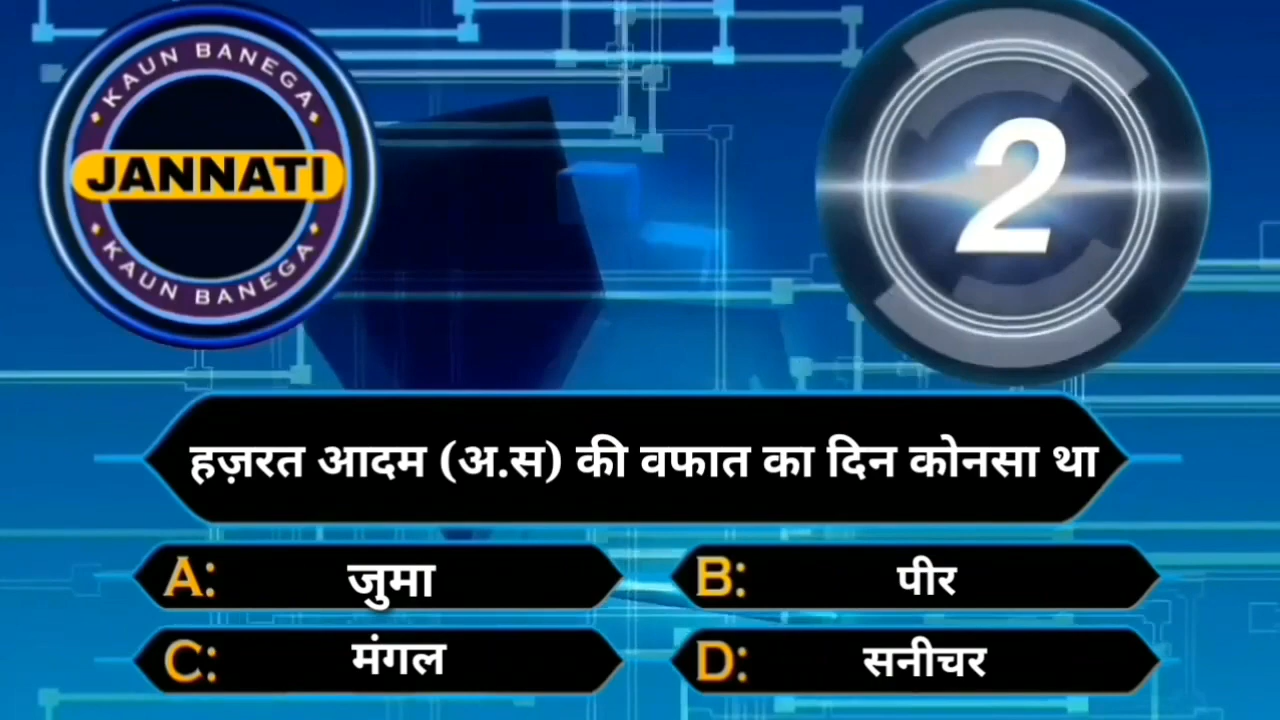 KAUN BANEGA
JANNATI
KAUN BANEGA
2
हज़रत आदम (अ.स) की वफात का दिन कोनसा था
A: जुमा
B: पीर
C: मंगल
D: सनीचर